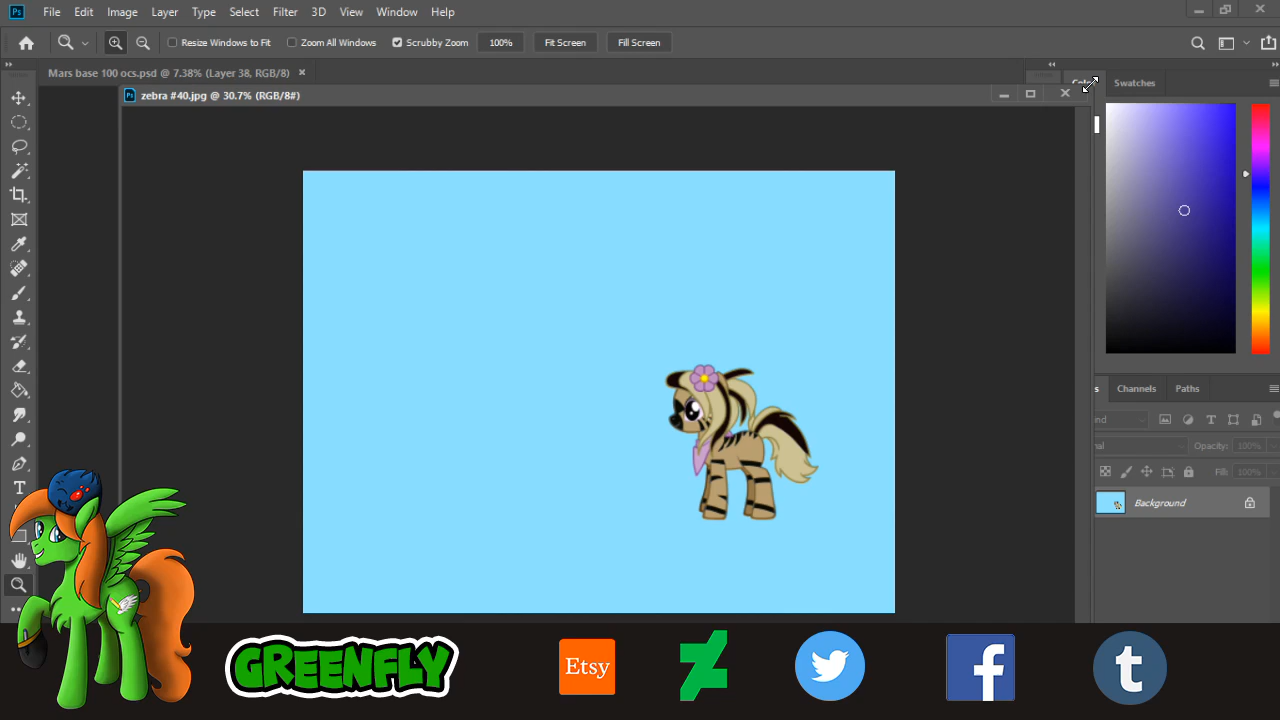 Ps File Edit Image Layer Type Select Filter 3D View Window Help
Resize Windows to Fit Zoom All Windows Scrubby Zoom 100% Fit Screen Fill Screen
Mars base 100 ocs.psd @ 7.38% (Layer 38, RGB/8)
Swatches
Ps zebra #40.jpg @ 30.7% (RGB/8#)
Channels Paths
Opacity: 100%
Fill: 100%
Background
GREENFLY
Etsy